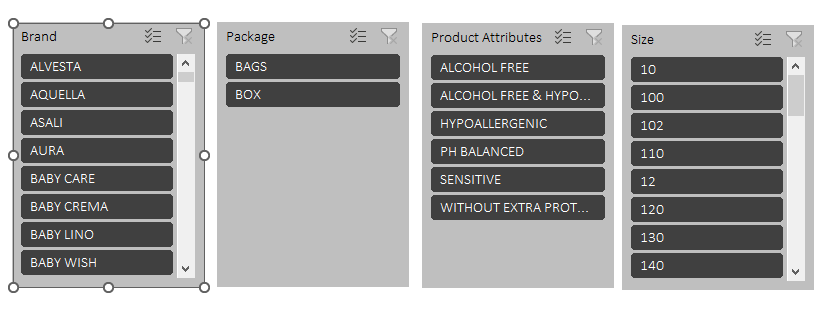 Brand
ALVESTA
AQUELLA
ASALI
AURA
BABY CARE
BABY CREMA
BABY LINO
BABY WISH
Package
BAGS
BOX
Product Attributes
ALCOHOL FREE
ALCOHOL FREE & HYPO...
HYPOALLERGENIC
PH BALANCED
SENSITIVE
WITHOUT EXTRA PROT...
Size
10
100
102
110
12
120
130
140